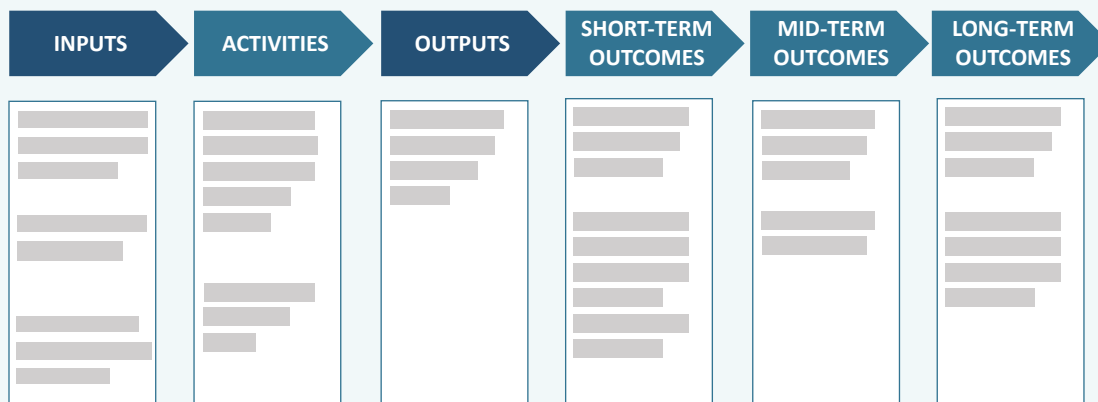 INPUTS
ACTIVITIES
OUTPUTS
SHORT-TERM
OUTCOMES
MID-TERM
OUTCOMES
LONG-TERM
OUTCOMES